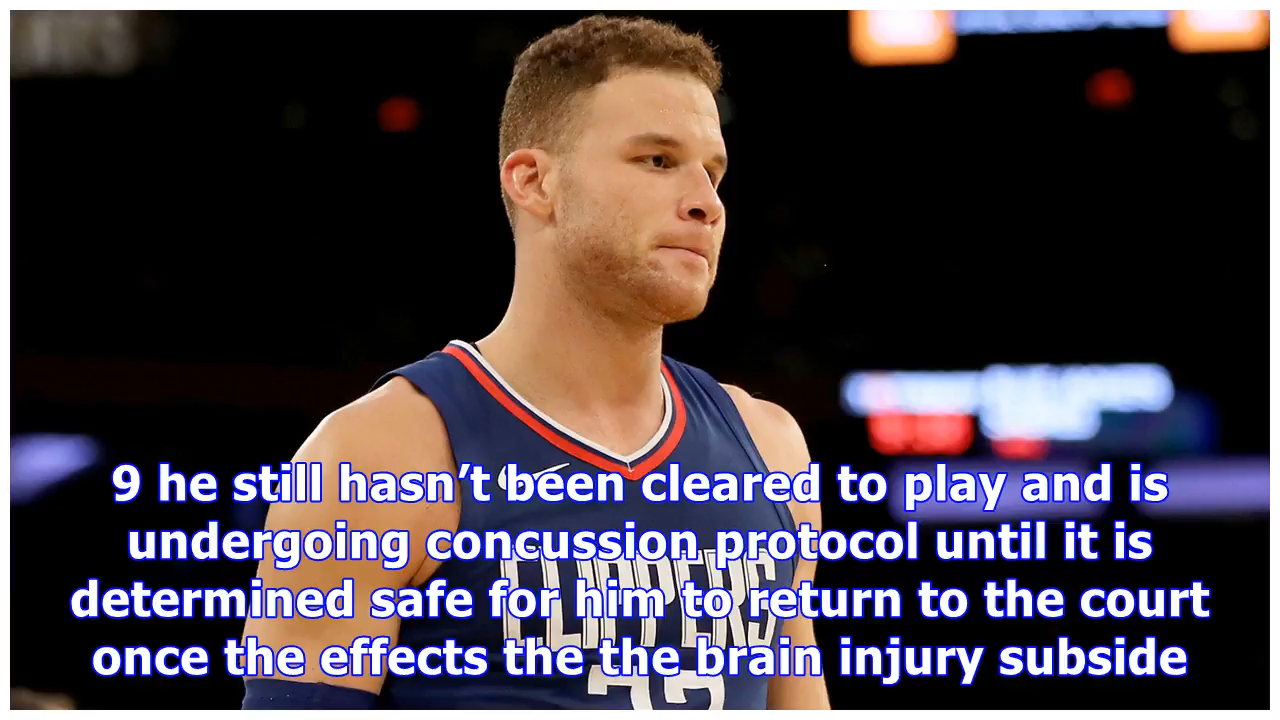 9 he still hasn’t been cleared to play and is
undergoing concussion protocol until it is
determined safe for him to return to the court
once the effects the the brain injury subside
CLIPPERS